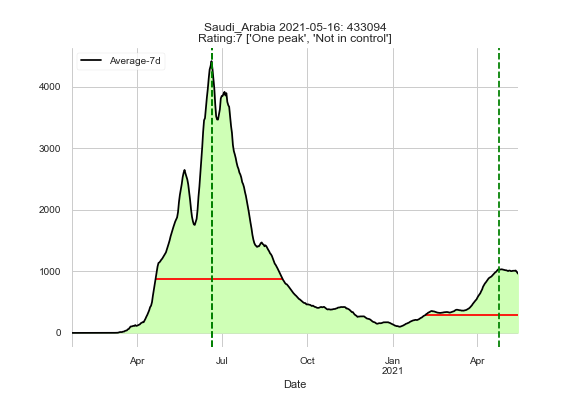 Saudi_Arabia 2021-05-16: 433094
Rating:7 ['One peak', 'Not in control']
Average-7d
4000
3000
2000
1000
0
Apr
Jul
Oct
Jan
2021
Apr
Date